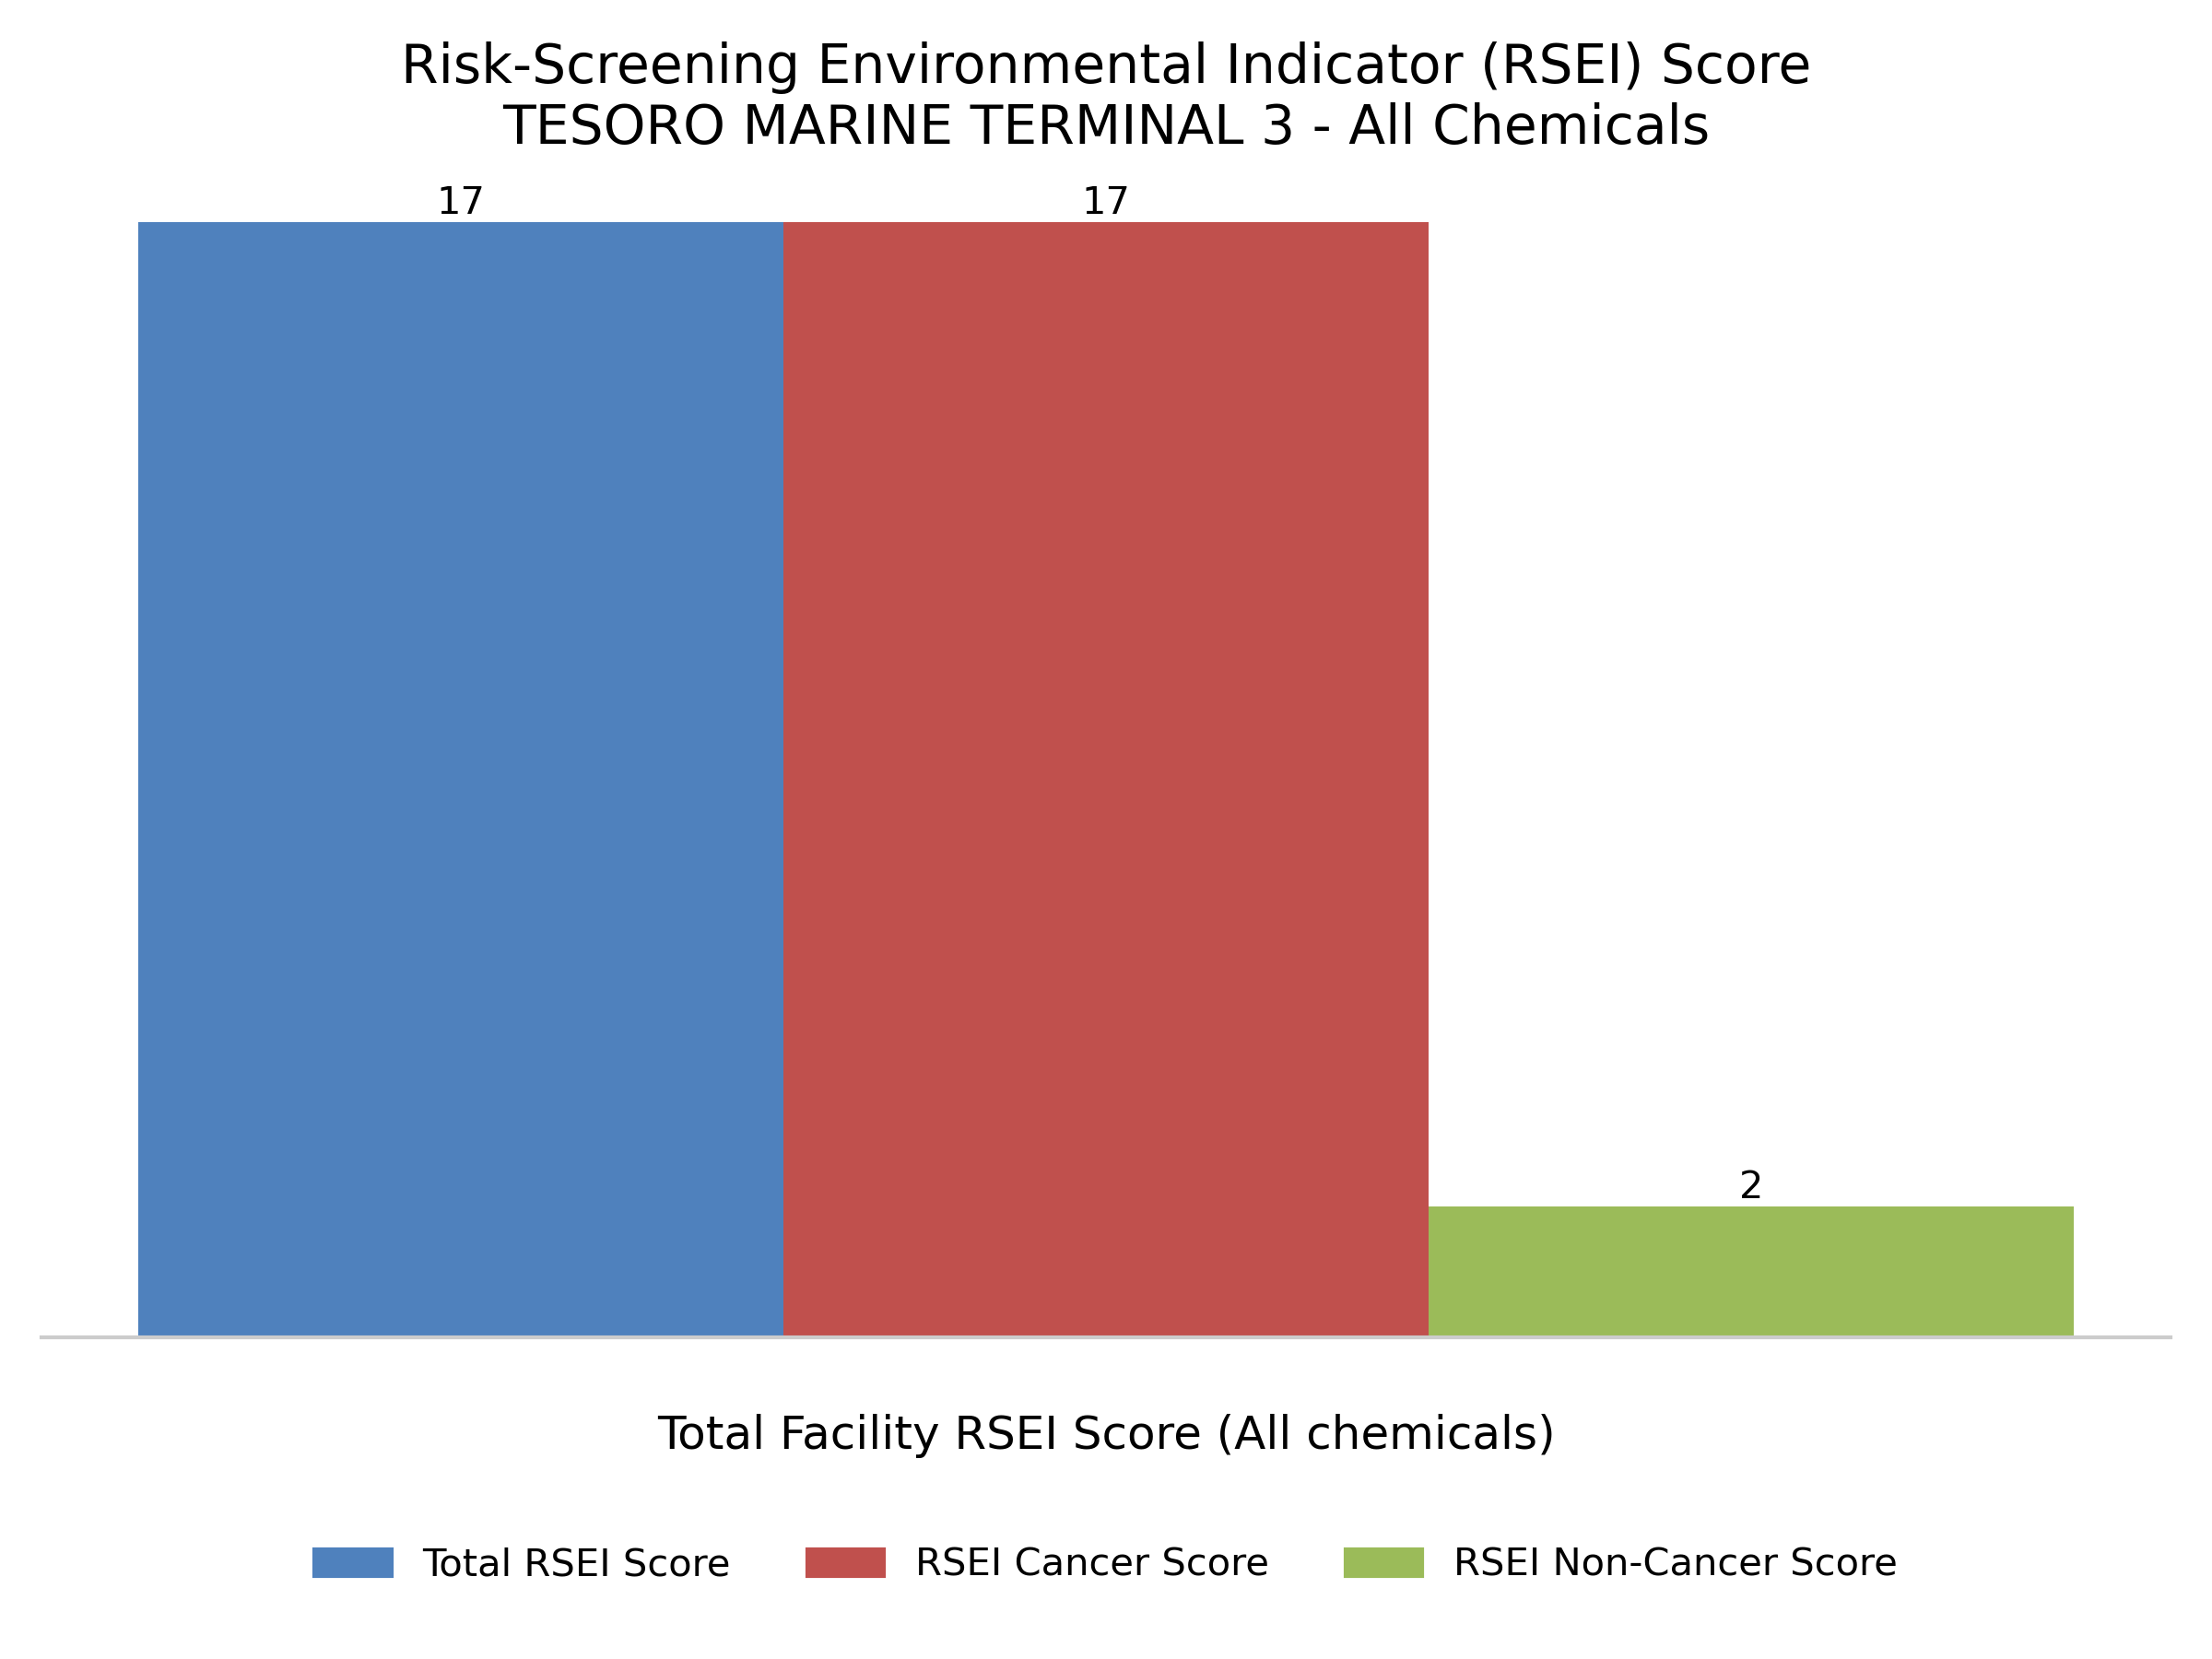 Risk-Screening Environmental Indicator (RSEI) Score
TESORO MARINE TERMINAL 3 - All Chemicals
17
17
2
Total Facility RSEI Score (All chemicals)
Total RSEI Score
RSEI Cancer Score
RSEI Non-Cancer Score